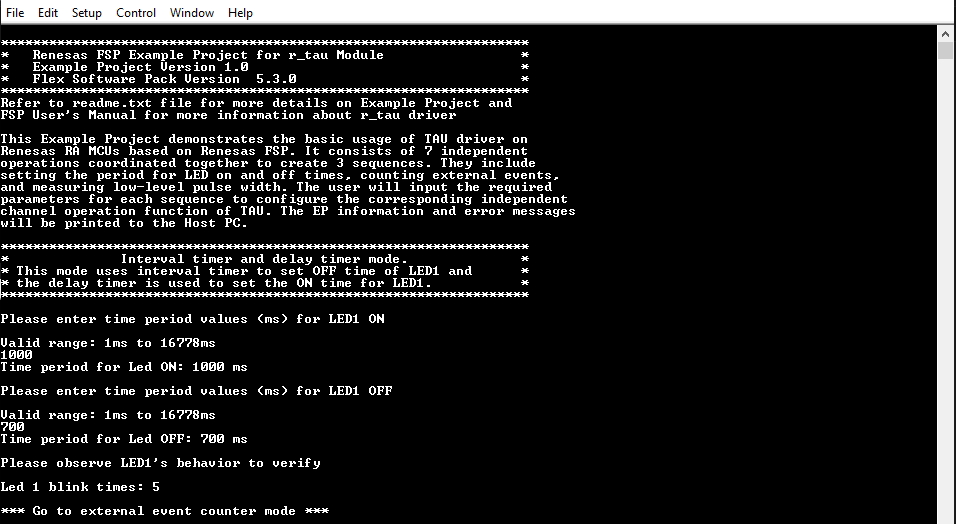 File Edit Setup Control Window Help
******************************************************************
*   Renesas FSP Example Project for r_tau Module                 *
*   Example Project Version 1.0                                  *
*   Flex Software Pack Version  5.3.0                            *
******************************************************************
Refer to readme.txt file for more details on Example Project and
FSP User's Manual for more information about r_tau driver
This Example Project demonstrates the basic usage of TAU driver on
Renesas RA MCUs based on Renesas FSP. It consists of 7 independent
operations coordinated together to create 3 sequences. They include
setting the period for LED on and off times, counting external events,
and measuring low-level pulse width. The user will input the required
parameters for each sequence to configure the corresponding independent
channel operation function of TAU. The EP information and error messages
will be printed to the Host PC.
******************************************************************
*              Interval timer and delay timer mode.              *
* This mode uses interval timer to set OFF time of LED1 and      *
* the delay timer is used to set the ON time for LED1.           *
******************************************************************
Please enter time period values (ms) for LED1 ON
Valid range: 1ms to 16778ms
1000
Time period for Led ON: 1000 ms
Please enter time period values (ms) for LED1 OFF
Valid range: 1ms to 16778ms
700
Time period for Led OFF: 700 ms
Please observe LED1's behavior to verify
Led 1 blink times: 5
*** Go to external event counter mode ***